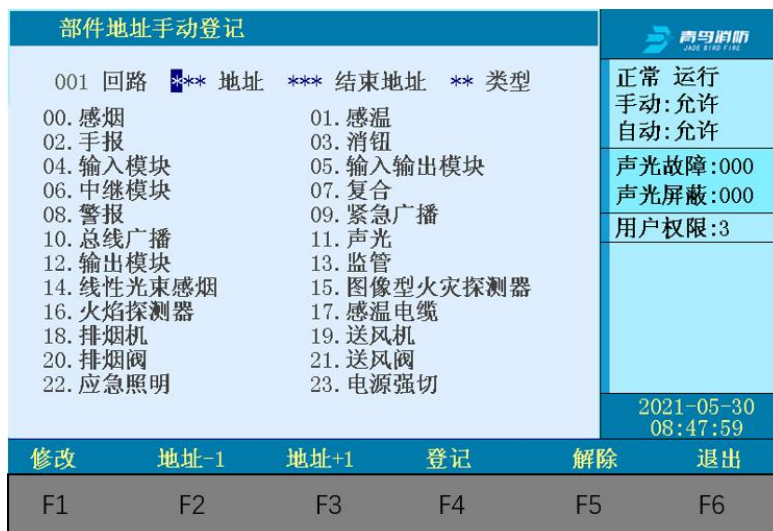 部件地址手动登记
青鸟消防
JADE BIRD FIRE
001 回路 *** 地址 *** 结束地址 ** 类型
00.感烟 01.感温
02.手报 03.消钮
04.输入模块 05.输入输出模块
06.中继模块 07.复合
08.警报 09.紧急广播
10.总线广播 11.声光
12.输出模块 13.监管
14.线性光束感烟 15.图像型火灾探测器
16.火焰探测器 17.感温电缆
18.排烟机 19.送风机
20.排烟阀 21.送风阀
22.应急照明 23.电源强切
正常 运行
手动:允许
自动:允许
声光故障:000
声光屏蔽:000
用户权限:3
2021-05-30
08:47:59
修改 地址-1 地址+1 登记 解除 退出
F1 F2 F3 F4 F5 F6